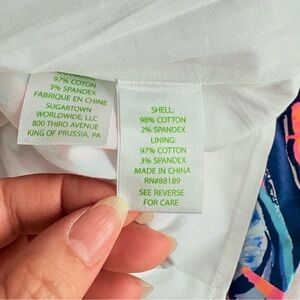 97% COTON
3% SPANDEX
FABRIQUE EN CHINE
SUGARTOWN
WORLDWIDE, LLC
800 THIRD AVENUE
KING OF PRUSSIA, PA
SHELL:
98% COTTON
2% SPANDEX
LINING:
97% COTTON
3% SPANDEX
MADE IN CHINA
RN#88189
SEE REVERSE
FOR CARE